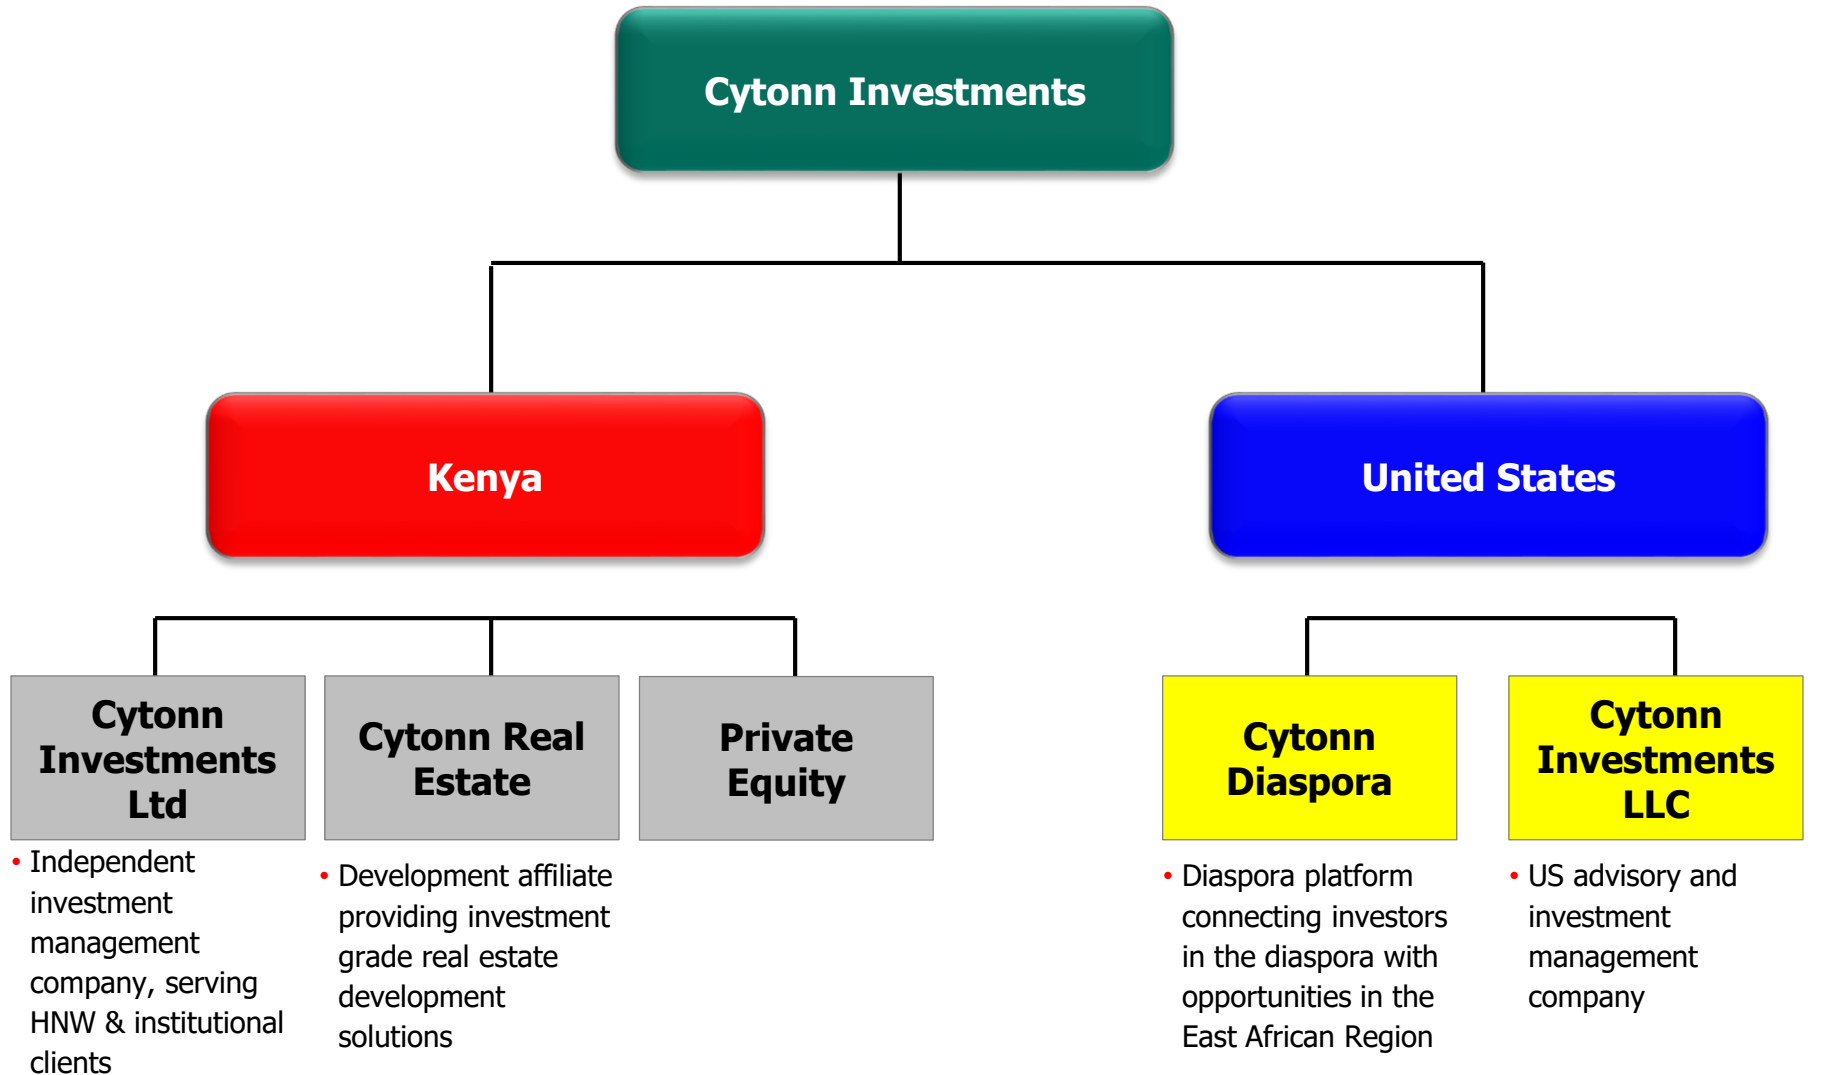 Cytonn Investments
Kenya
United States
Cytonn
Investments
Ltd
Cytonn Real
Estate
Private
Equity
Cytonn
Diaspora
Cytonn
Investments
LLC
• Independent
investment
management
company, serving
HNW & institutional
clients
• Development affiliate
providing investment
grade real estate
development
solutions
• Diaspora platform
connecting investors
in the diaspora with
opportunities in the
East African Region
• US advisory and
investment
management
company